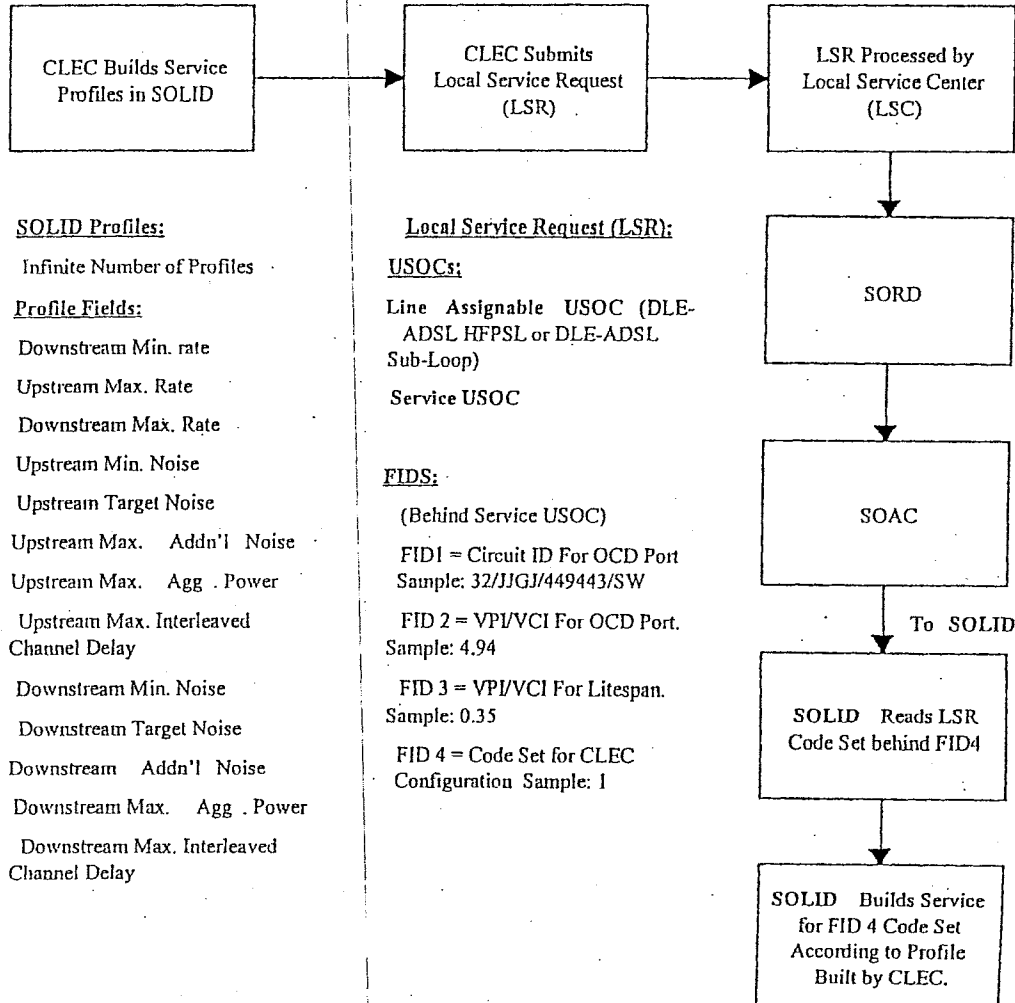 CLEC Builds Service
Profiles in SOLID
CLEC Submits
Local Service Request
(LSR)
LSR Processed by
Local Service Center
(LSC)
SOLID Profiles:
Infinite Number of Profiles
Profile Fields:
Downstream Min. rate
Upstream Max. Rate
Downstream Max. Rate
Upstream Min. Noise
Upstream Target Noise
Upstream Max. Addn'l Noise
Upstream Max. Agg . Power
Upstream Max. Interleaved
Channel Delay
Downstream Min. Noise
Downstream Target Noise
Downstream Addn'l Noise
Downstream Max. Agg . Power
Downstream Max. Interleaved
Channel Delay
Local Service Request (LSR):
USOCs:
Line Assignable USOC (DLE-
ADSL HFPSL or DLE-ADSL
Sub-Loop)
Service USOC
FIDS:
(Behind Service USOC)
FID1 = Circuit ID For OCD Port
Sample: 32/JJGJ/449443/SW
FID 2 = VPI/VCI For OCD Port.
Sample: 4.94
FID 3 = VPI/VCI For Litespan.
Sample: 0.35
FID 4 = Code Set for CLEC
Configuration Sample: 1
SORD
SOAC
To SOLID
SOLID Reads LSR
Code Set behind FID4
SOLID Builds Service
for FID 4 Code Set
According to Profile
Built by CLEC.